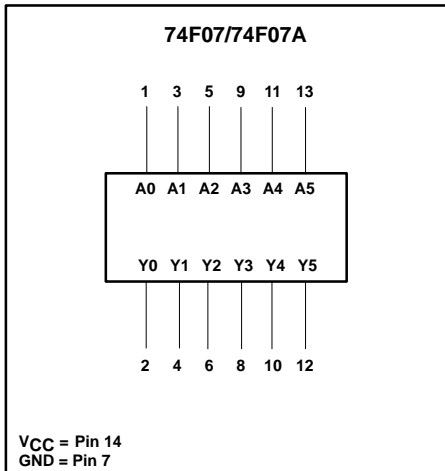 74F07/74F07A
1 3 5 9 11 13
A0 A1 A2 A3 A4 A5
Y0 Y1 Y2 Y3 Y4 Y5
2 4 6 8 10 12
VCC = Pin 14
GND = Pin 7